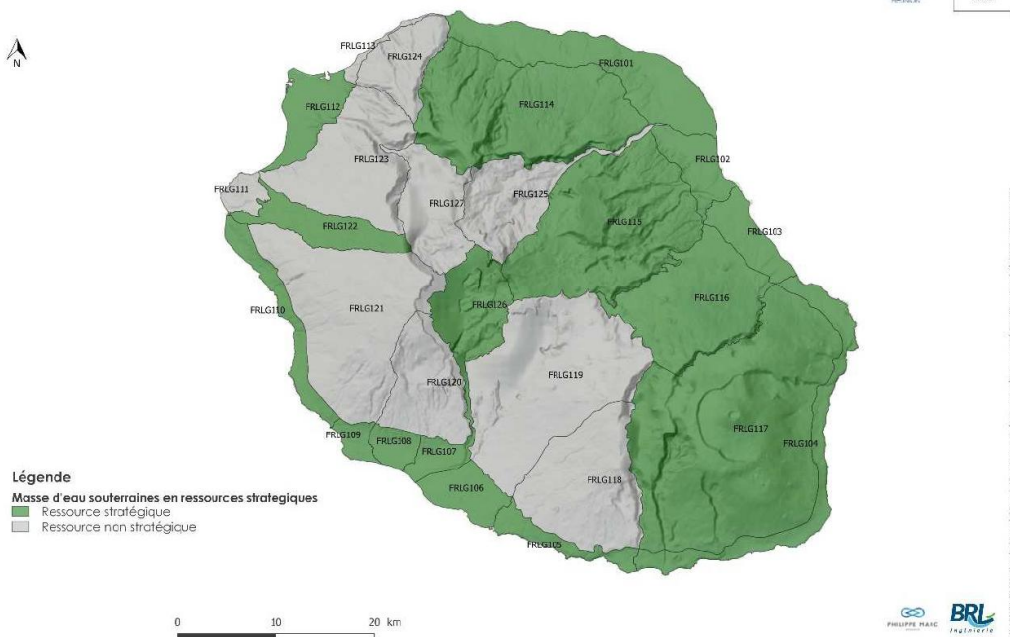 N
FRLG113
FRLG124
FRLG101
FRLG112
FRLG114
FRLG123
FRLG102
FRLG111
FRLG125
FRLG127
FRLG122
FRLG115
FRLG103
FRLG116
FRLG126
FRLG110
FRLG121
FRLG119
FRLG120
FRLG117
FRLG104
FRLG109
FRLG108
FRLG107
FRLG118
FRLG106
FRLG105
Légende
Masse d'eau souterraines en ressources strategiques
Ressource stratégique
Ressource non stratégique
0 10 20 km
PHILIPPE MASC
BRL
Ingénierie